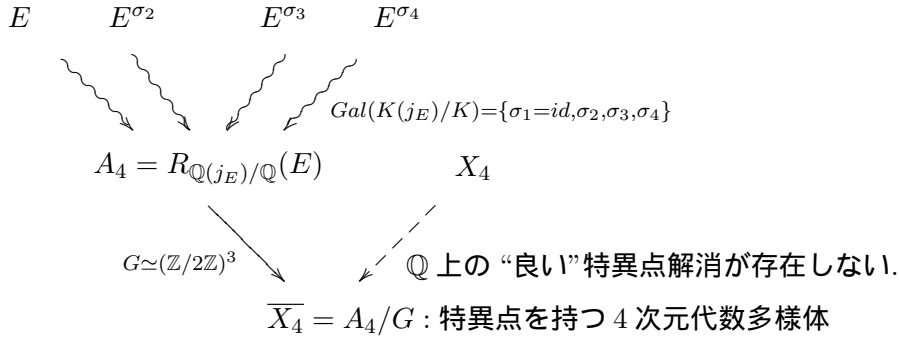 E E^{σ_2} E^{σ_3} E^{σ_4}
Gal(K(j_E)/K)={σ_1=id,σ_2,σ_3,σ_4}
A_4 = R_{ℚ(j_E)/ℚ}(E) X_4
G≃(ℤ/2ℤ)^3 ℚ 上の “良い”特異点解消が存在しない.
\overline{X_4} = A_4/G : 特異点を持つ 4 次元代数多様体